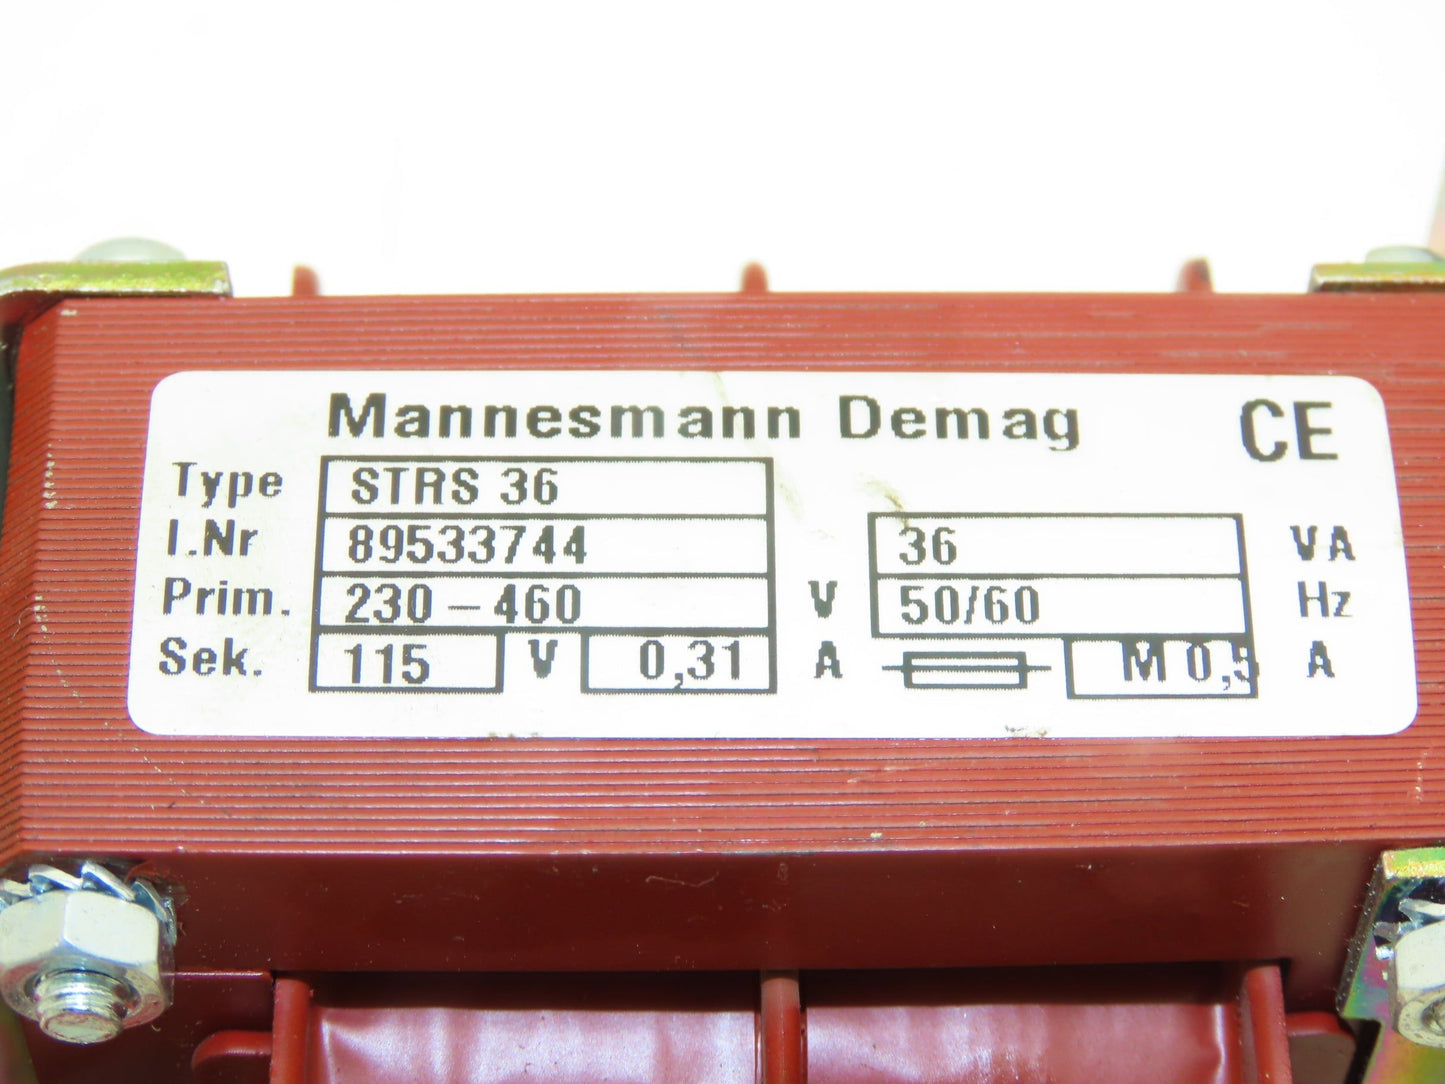 Mannesmann Demag CE
Type STRS 36
I.Nr 89533744 36 VA
Prim. 230 – 460 V 50/60 Hz
Sek. 115 V 0,31 A M 0,5 A